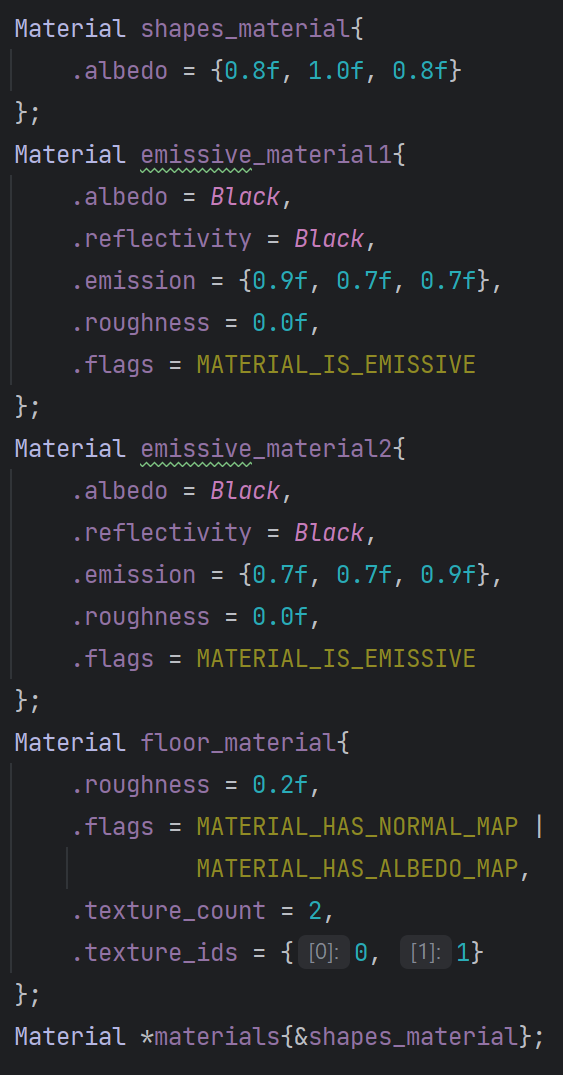 Material shapes_material{
    .albedo = {0.8f, 1.0f, 0.8f}
};
Material emissive_material1{
    .albedo = Black,
    .reflectivity = Black,
    .emission = {0.9f, 0.7f, 0.7f},
    .roughness = 0.0f,
    .flags = MATERIAL_IS_EMISSIVE
};
Material emissive_material2{
    .albedo = Black,
    .reflectivity = Black,
    .emission = {0.7f, 0.7f, 0.9f},
    .roughness = 0.0f,
    .flags = MATERIAL_IS_EMISSIVE
};
Material floor_material{
    .roughness = 0.2f,
    .flags = MATERIAL_HAS_NORMAL_MAP |
             MATERIAL_HAS_ALBEDO_MAP,
    .texture_count = 2,
    .texture_ids = {[0]: 0, [1]: 1}
};
Material *materials{&shapes_material};